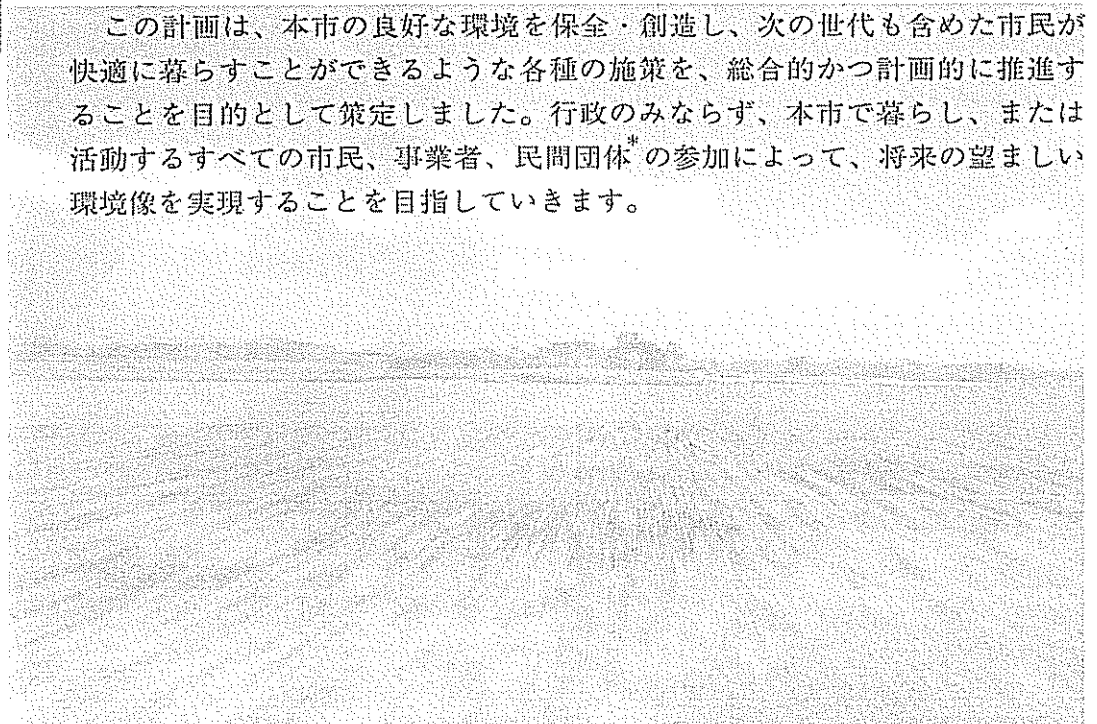 この計画は、本市の良好な環境を保全・創造し、次の世代も含めた市民が
快適に暮らすことができるような各種の施策を、総合的かつ計画的に推進す
ることを目的として策定しました。行政のみならず、本市で暮らし、または
活動するすべての市民、事業者、民間団体*の参加によって、将来の望ましい
環境像を実現することを目指していきます。